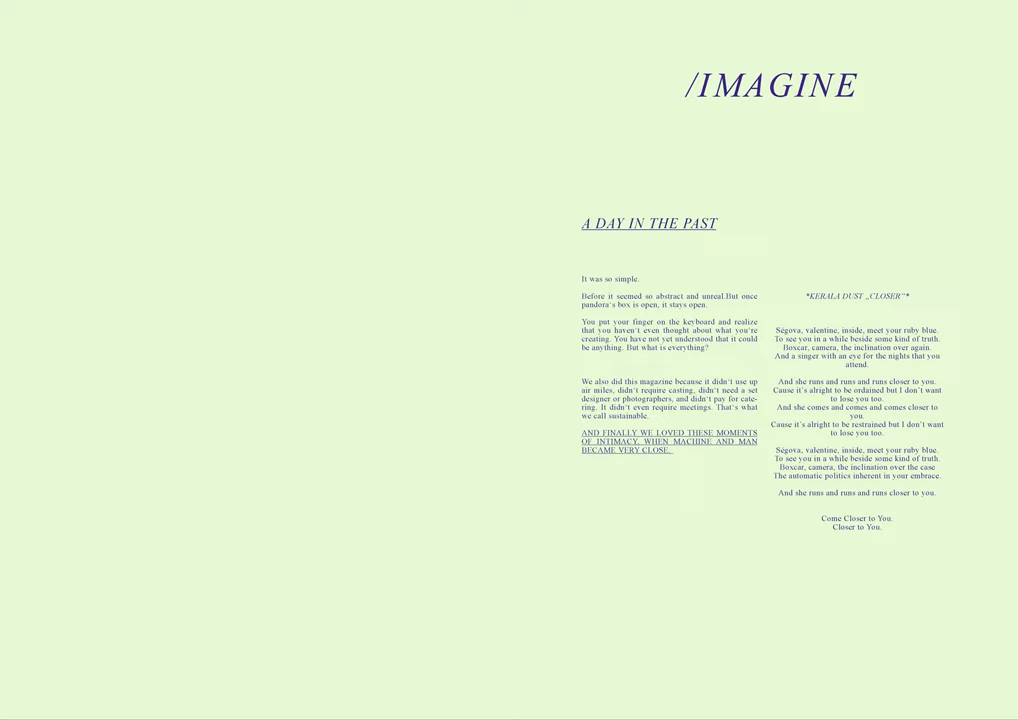 /IMAGINE
A DAY IN THE PAST
It was so simple.
Before it seemed so abstract and unreal.But once
pandora‘s box is open, it stays open.
You put your finger on the keyboard and realize
that you haven‘t even thought about what you‘re
creating. You have not yet understood that it could
be anything. But what is everything?
We also did this magazine because it didn‘t use up
air miles, didn‘t require casting, didn‘t need a set
designer or photographers, and didn‘t pay for cate-
ring. It didn‘t even require meetings. That‘s what
we call sustainable.
AND FINALLY WE LOVED THESE MOMENTS
OF INTIMACY, WHEN MACHINE AND MAN
BECAME VERY CLOSE.
*KERALA DUST „CLOSER“*
Ségova, valentine, inside, meet your ruby blue.
To see you in a while beside some kind of truth.
Boxcar, camera, the inclination over again.
And a singer with an eye for the nights that you
attend.
And she runs and runs and runs closer to you.
Cause it’s alright to be ordained but I don’t want
to lose you too.
And she comes and comes and comes closer to
you.
Cause it’s alright to be restrained but I don’t want
to lose you too.
Ségova, valentine, inside, meet your ruby blue.
To see you in a while beside some kind of truth.
Boxcar, camera, the inclination over the case
The automatic politics inherent in your embrace.
And she runs and runs and runs closer to you.
Come Closer to You.
Closer to You.